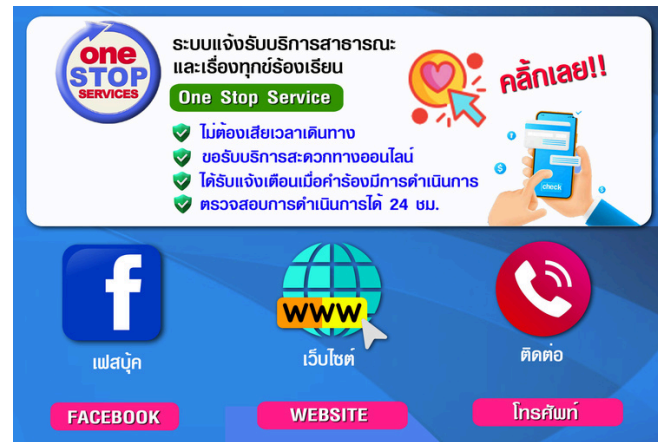 one
STOP
SERVICES
ระบบแจ้งรับบริการสาธารณะ
และเรื่องทุกข์ร้องเรียน
One Stop Service
ไม่ต้องเสียเวลาเดินทาง
ขอรับบริการสะดวกทางออนไลน์
ได้รับแจ้งเตือนเมื่อคำร้องมีการดำเนินการ
ตรวจสอบการดำเนินการได้ 24 ชม.
คลิ้กเลย!!
check
f
WWW
เฟสบุ้ค
เว็บไซต์
ติดต่อ
FACEBOOK
WEBSITE
โทรศัพท์